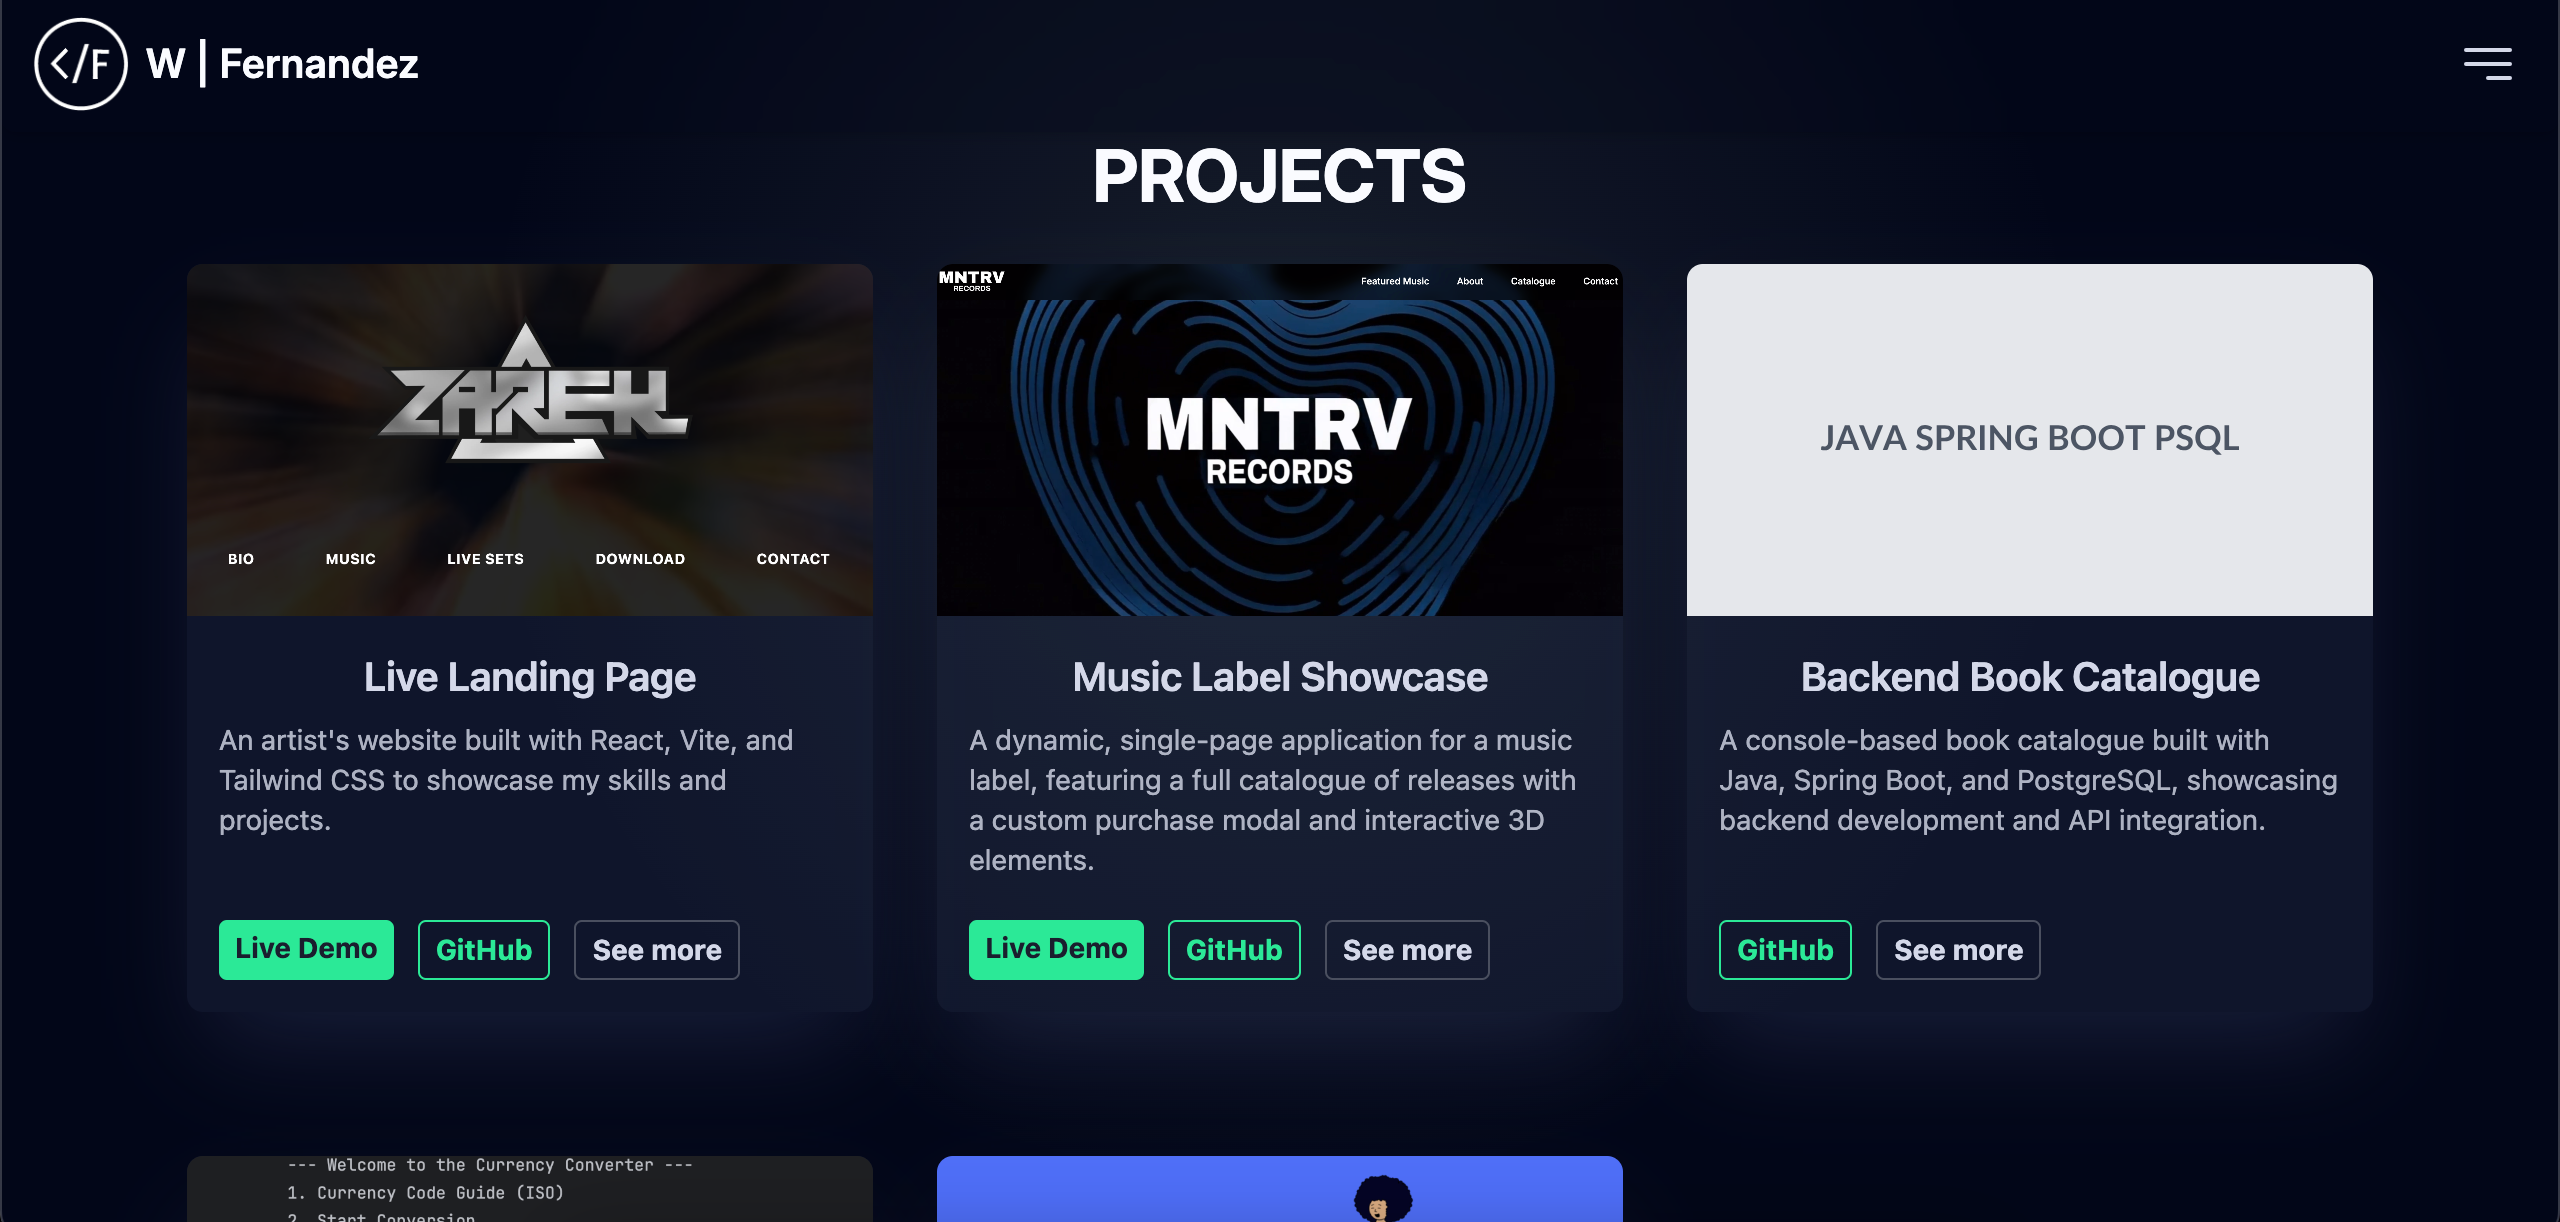 </F W | Fernandez
PROJECTS
ZAREK
BIO MUSIC LIVE SETS DOWNLOAD CONTACT
Live Landing Page
An artist's website built with React, Vite, and
Tailwind CSS to showcase my skills and
projects.
Live Demo GitHub See more
MNTRV
RECORDS
Featured Music About Catalogue Contact
MNTRV
RECORDS
Music Label Showcase
A dynamic, single-page application for a music
label, featuring a full catalogue of releases with
a custom purchase modal and interactive 3D
elements.
Live Demo GitHub See more
JAVA SPRING BOOT PSQL
Backend Book Catalogue
A console-based book catalogue built with
Java, Spring Boot, and PostgreSQL, showcasing
backend development and API integration.
GitHub See more
--- Welcome to the Currency Converter ---
1. Currency Code Guide (ISO)
2. Start Conversion